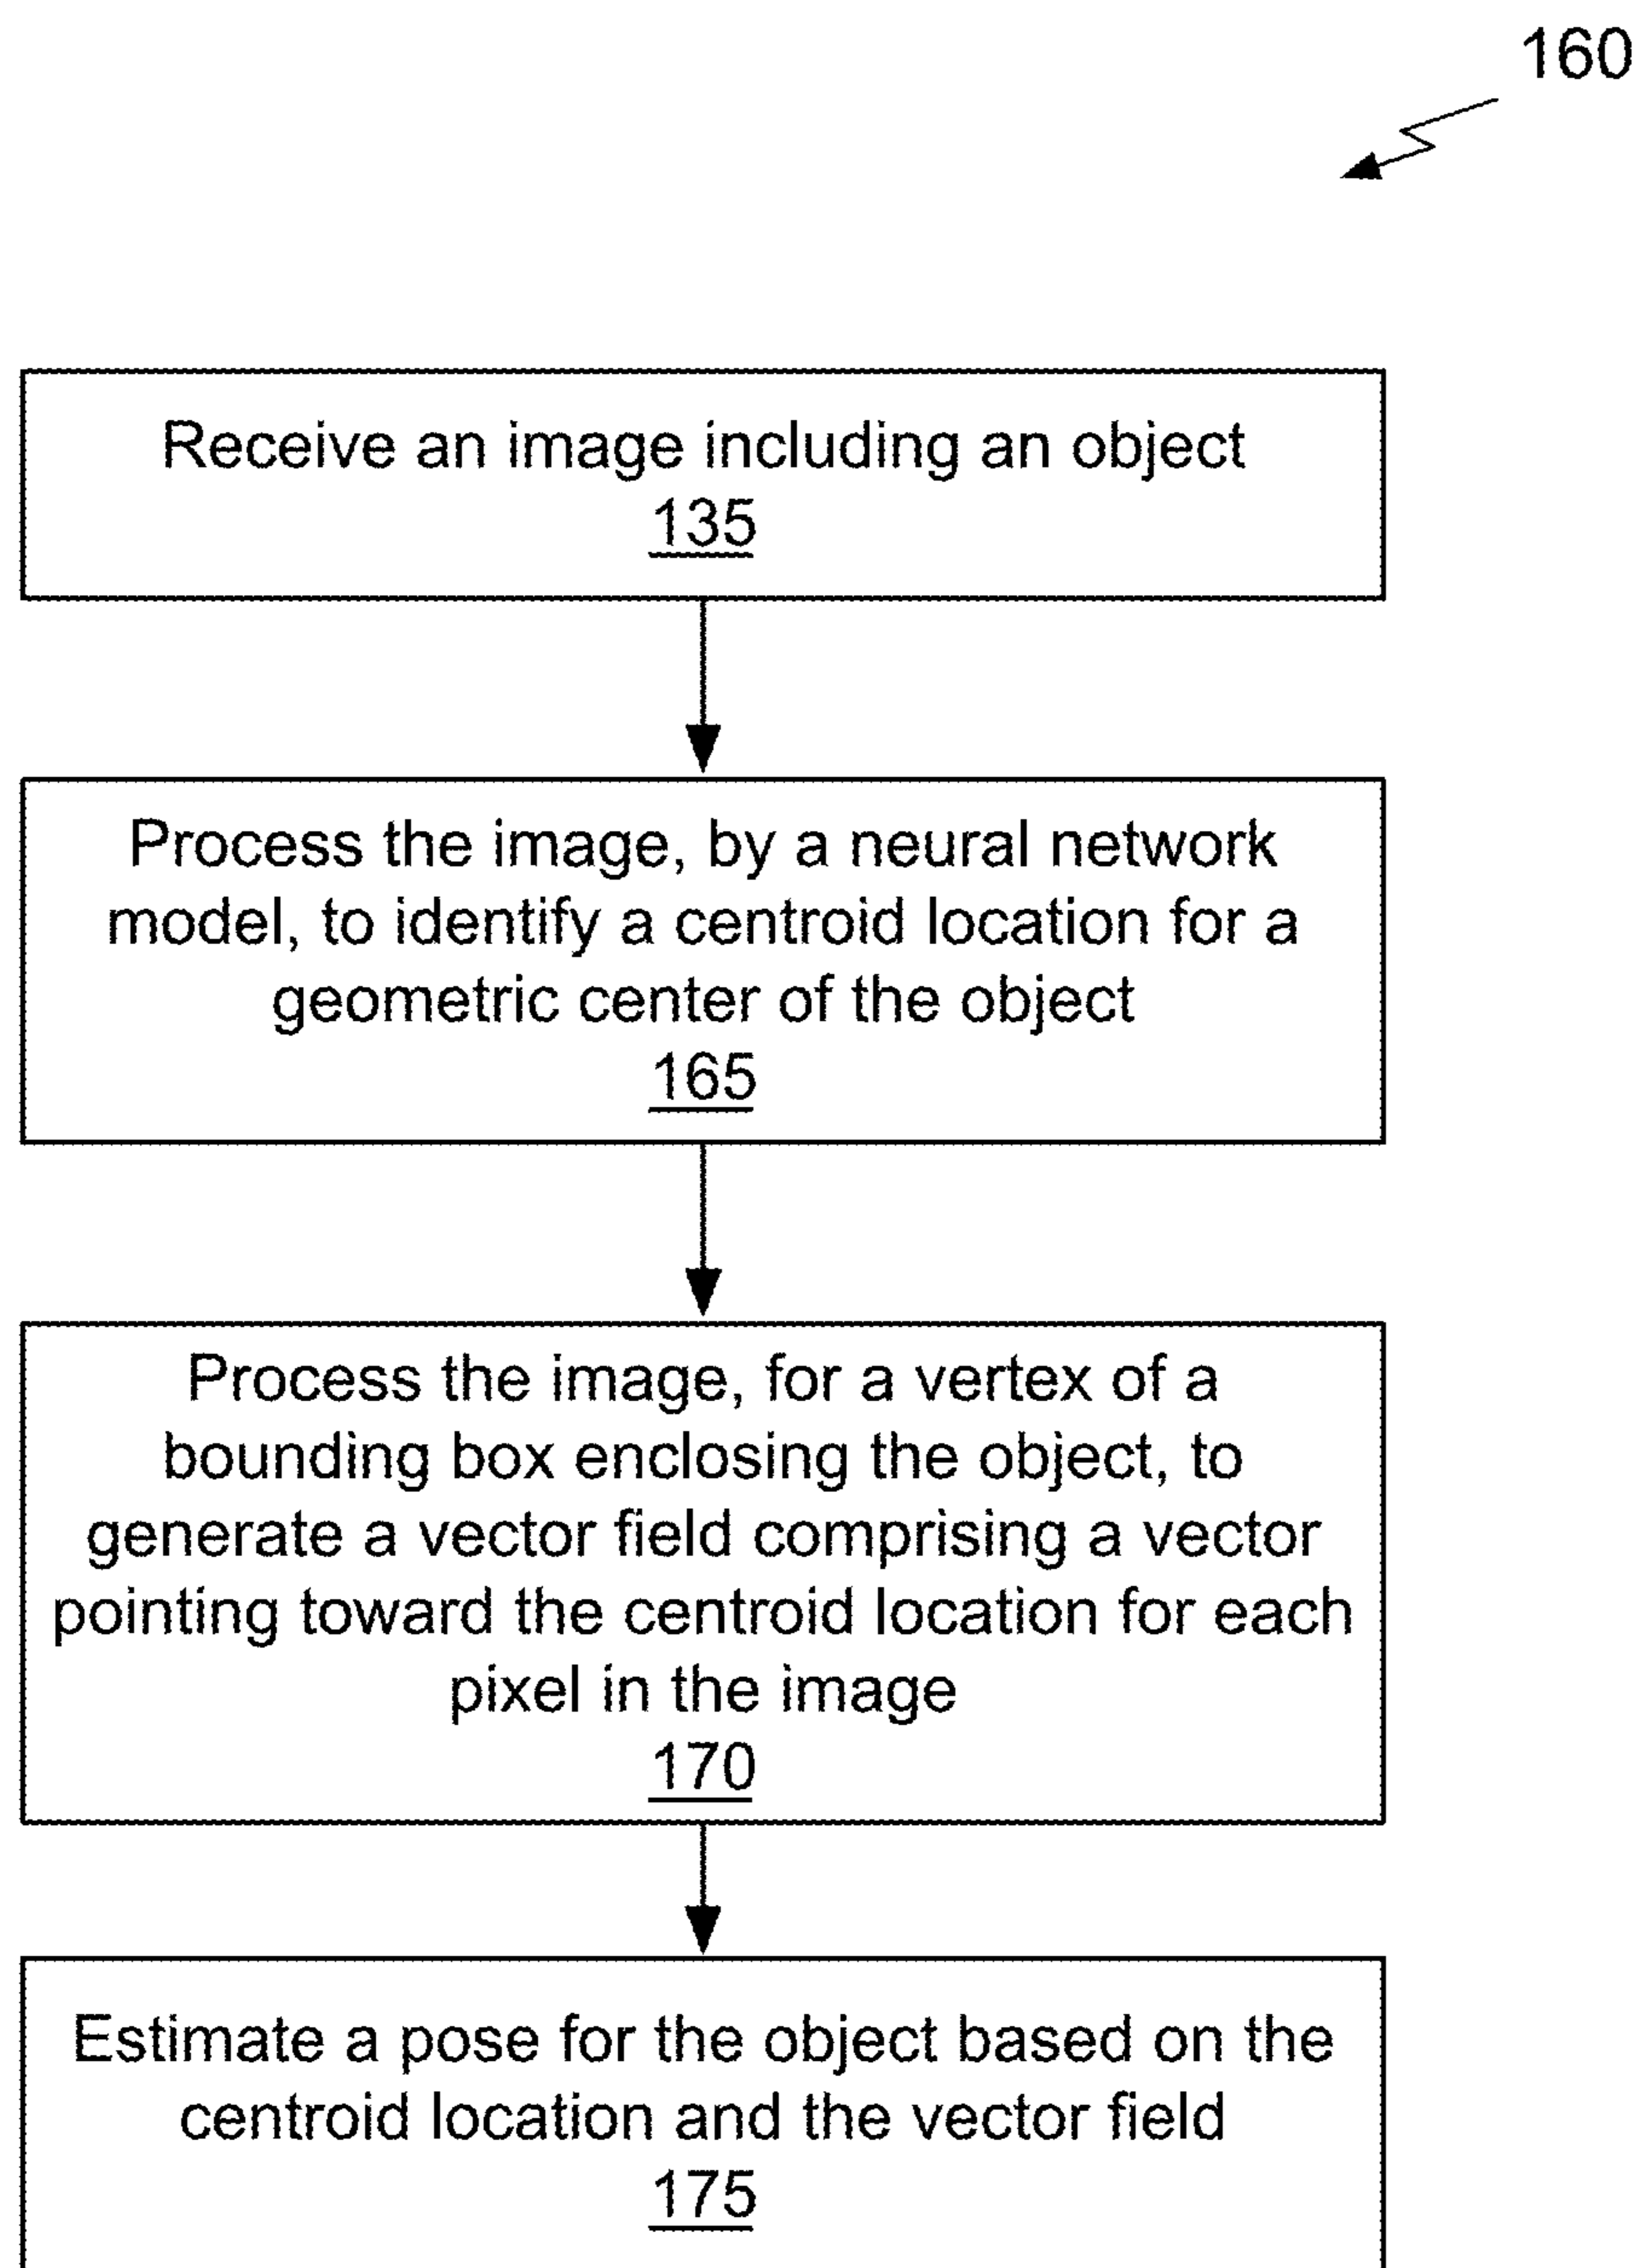 160
Receive an image including an object
135
Process the image, by a neural network
model, to identify a centroid location for a
geometric center of the object
165
Process the image, for a vertex of a
bounding box enclosing the object, to
generate a vector field comprising a vector
pointing toward the centroid location for each
pixel in the image
170
Estimate a pose for the object based on the
centroid location and the vector field
175